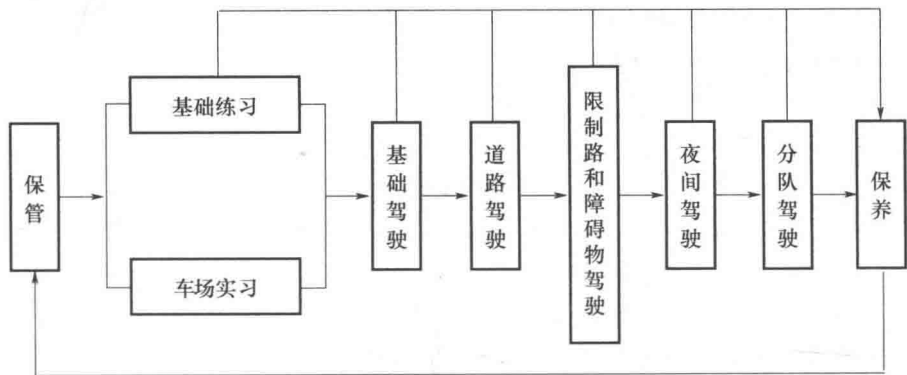 保管
基础练习
车场实习
基础驾驶
道路驾驶
限制路和障碍物驾驶
夜间驾驶
分队驾驶
保养